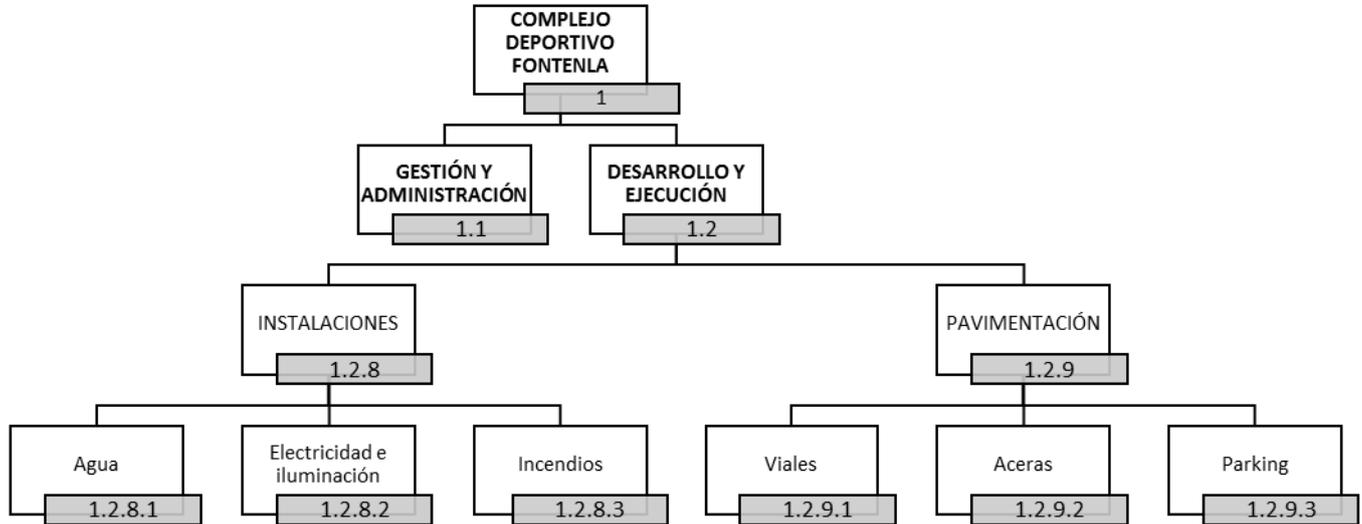 COMPLEJO
DEPORTIVO
FONTENLA
1
GESTIÓN Y
ADMINISTRACIÓN
1.1
DESARROLLO Y
EJECUCIÓN
1.2
INSTALACIONES
1.2.8
PAVIMENTACIÓN
1.2.9
Agua
1.2.8.1
Electricidad e
iluminación
1.2.8.2
Incendios
1.2.8.3
Viales
1.2.9.1
Aceras
1.2.9.2
Parking
1.2.9.3